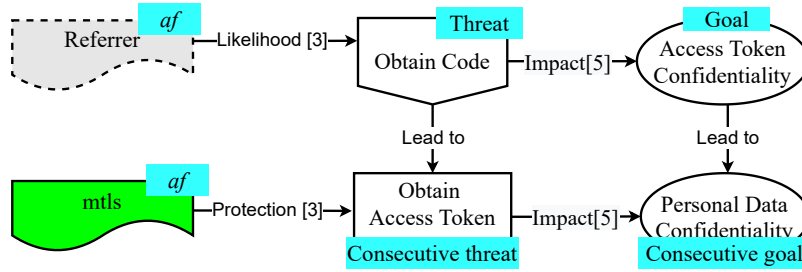 af
Threat
Goal
Referrer
Likelihood [3]
Obtain Code
Impact[5]
Access Token
Confidentiality
Lead to
Lead to
af
mtls
Protection [3]
Obtain
Access Token
Impact[5]
Personal Data
Confidentiality
Consecutive threat
Consecutive goal